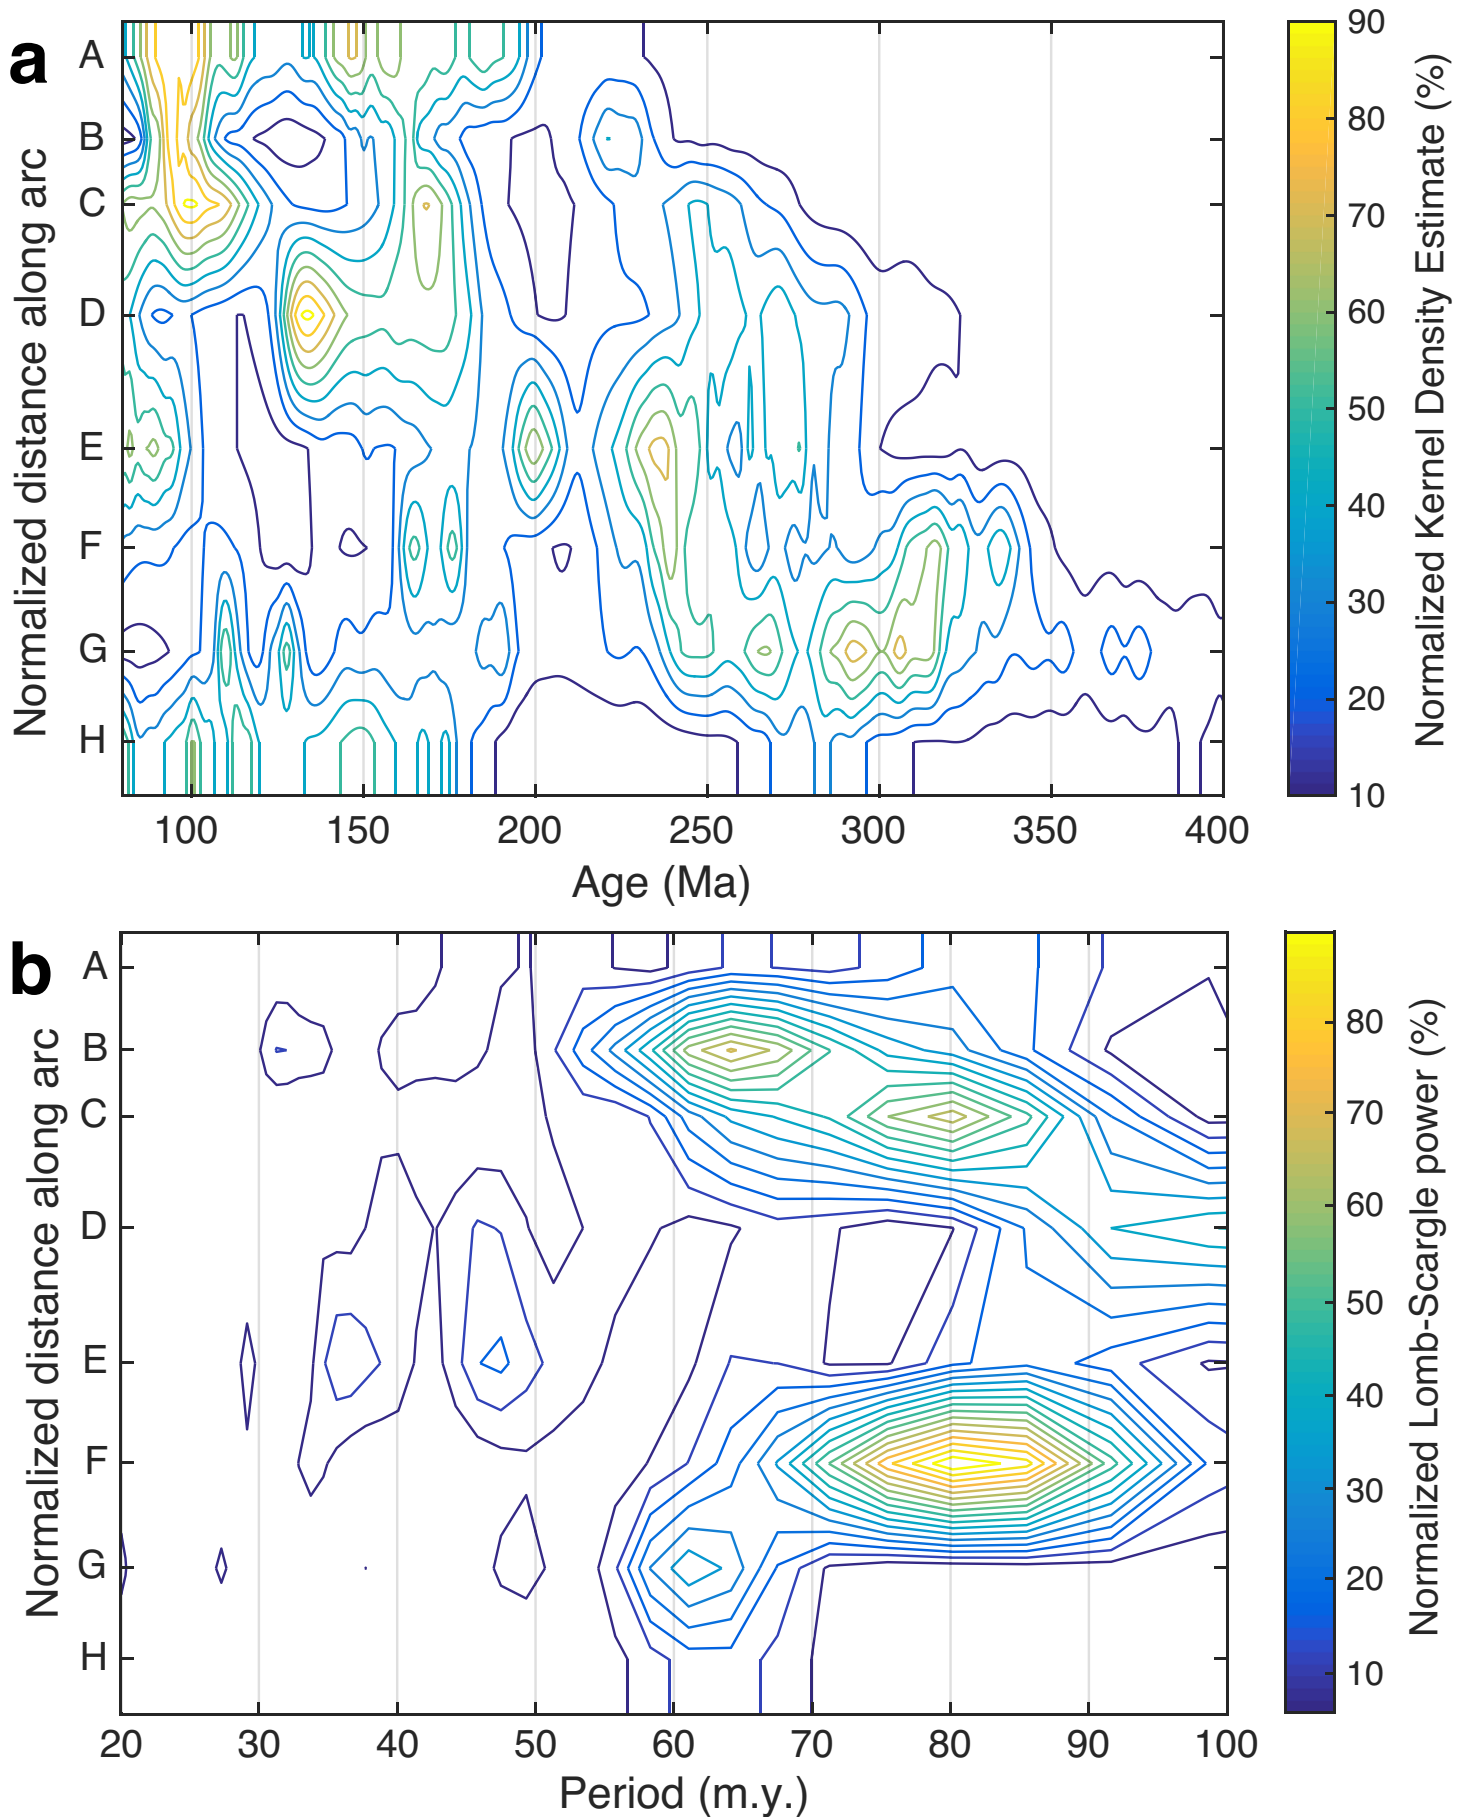 a
A
B
C
D
E
F
G
H
Normalized distance along arc
100 150 200 250 300 350 400
Age (Ma)
90
80
70
60
50
40
30
20
10
Normalized Kernel Density Estimate (%)
b
A
B
C
D
E
F
G
H
Normalized distance along arc
20 30 40 50 60 70 80 90 100
Period (m.y.)
80
70
60
50
40
30
20
10
Normalized Lomb-Scargle power (%)